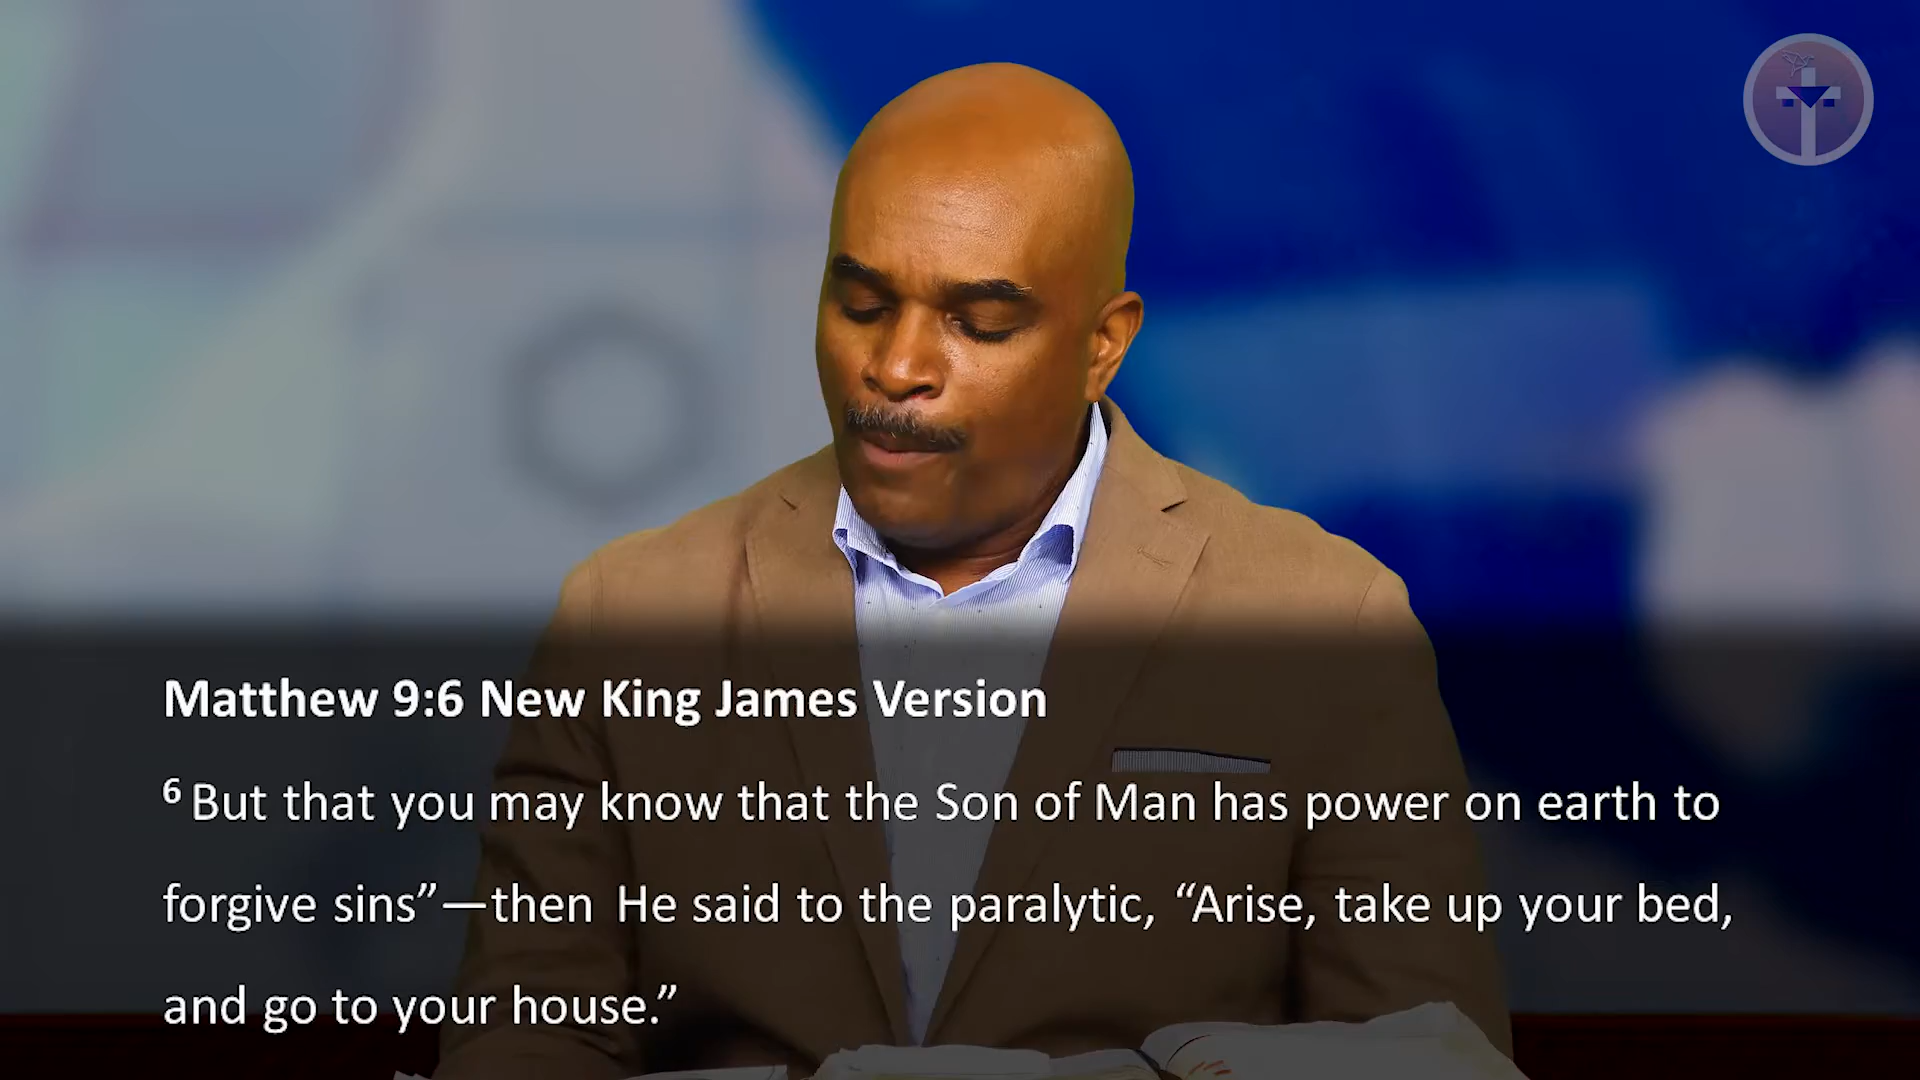 Matthew 9:6 New King James Version
6 But that you may know that the Son of Man has power on earth to
forgive sins”—then He said to the paralytic, “Arise, take up your bed,
and go to your house.”